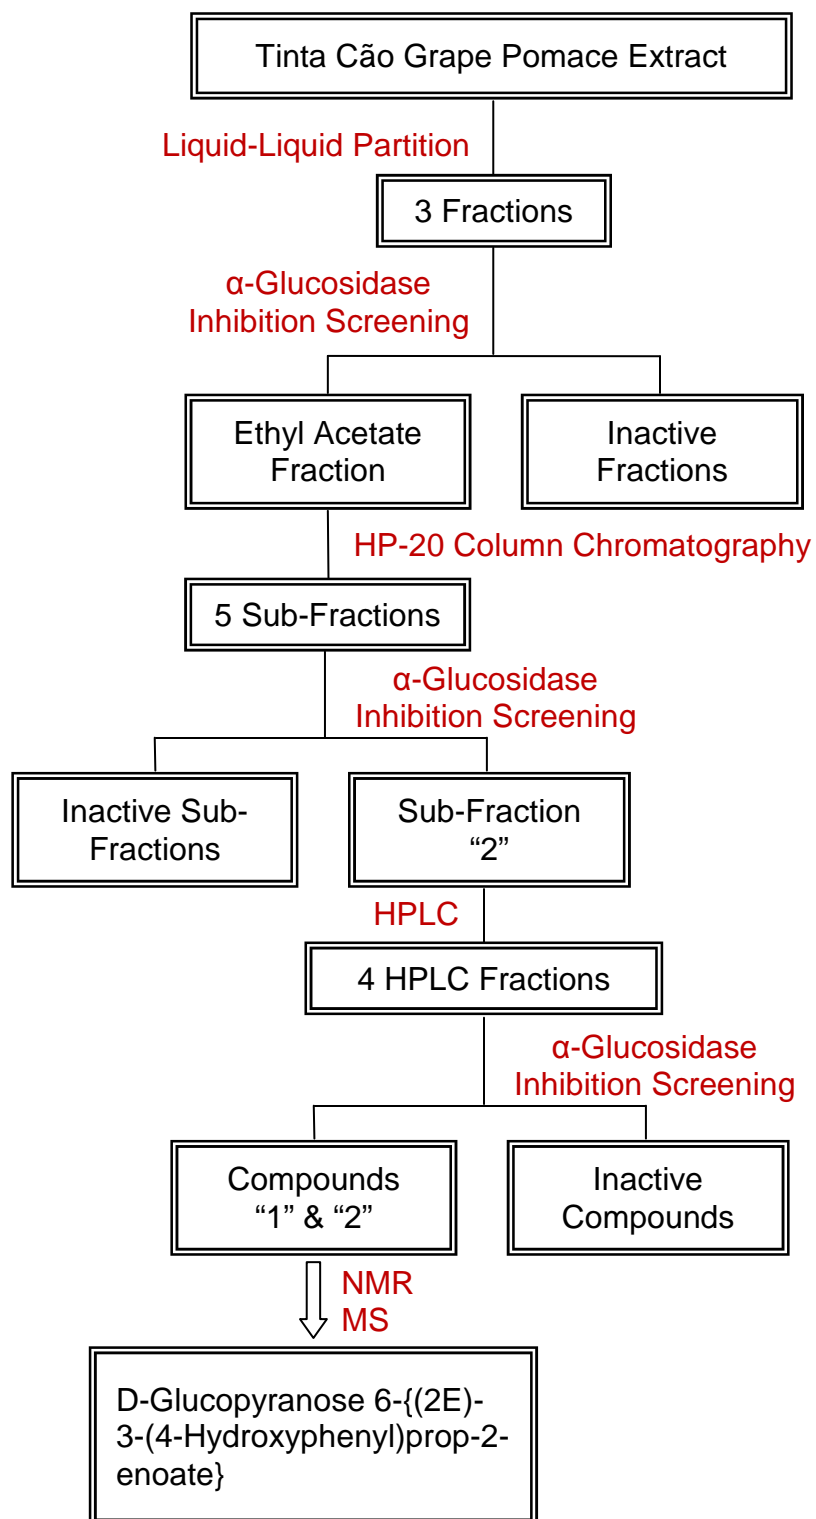 Tinta Cão Grape Pomace Extract
Liquid-Liquid Partition
3 Fractions
α-Glucosidase
Inhibition Screening
Ethyl Acetate
Fraction
Inactive
Fractions
HP-20 Column Chromatography
5 Sub-Fractions
α-Glucosidase
Inhibition Screening
Inactive Sub-
Fractions
Sub-Fraction
“2”
HPLC
4 HPLC Fractions
α-Glucosidase
Inhibition Screening
Compounds
“1” & “2”
Inactive
Compounds
NMR
MS
D-Glucopyranose 6-{(2E)-
3-(4-Hydroxyphenyl)prop-2-
enoate}